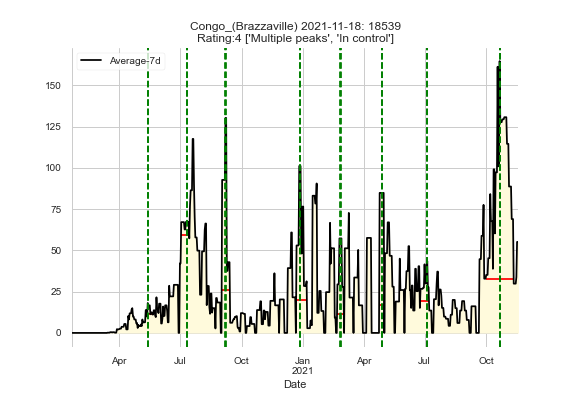 Congo_(Brazzaville) 2021-11-18: 18539
Rating:4 ['Multiple peaks', 'In control']
Average-7d
150
125
100
75
50
25
0
Apr Jul Oct Jan Apr Jul Oct
2021
Date